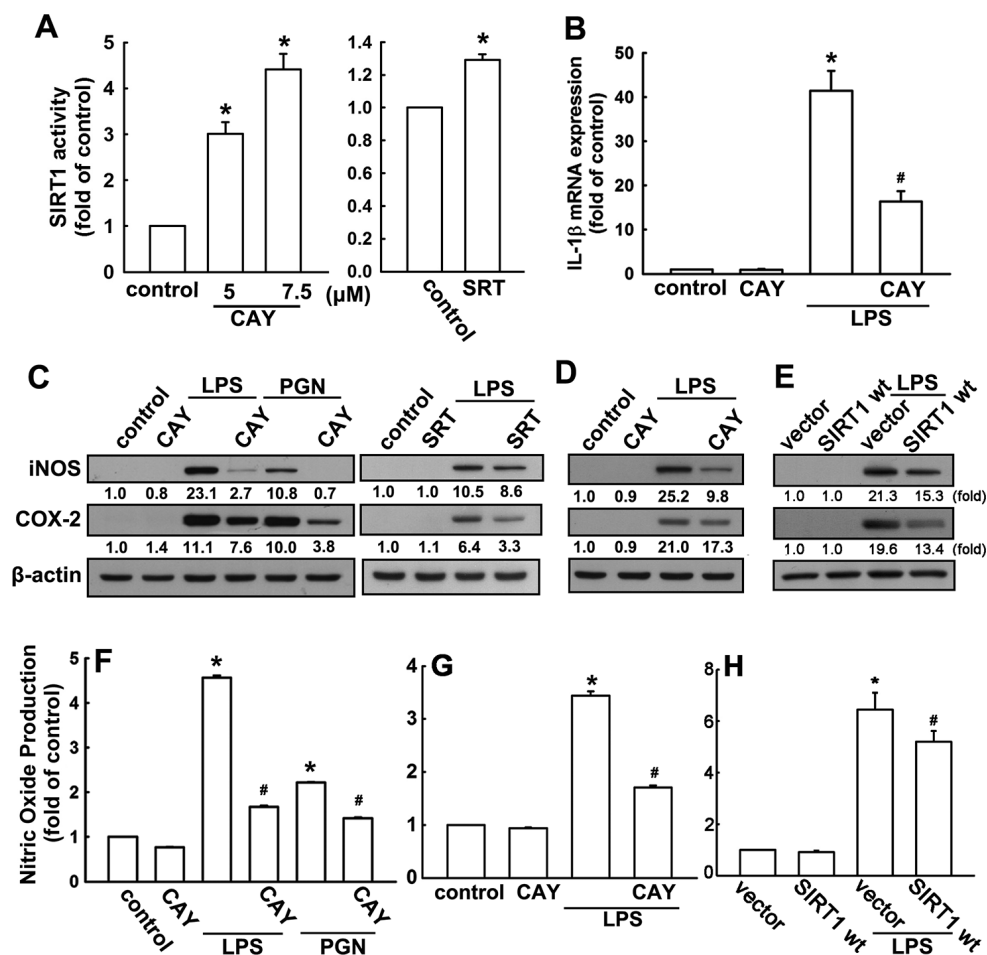 A
SIRT1 activity
(fold of control)
5
4
3
2
1
0
*
*
control
5
7.5
(μM)
CAY
1.4
1.2
1.0
0.8
0.6
0.4
0.2
0.0
*
control
SRT
B
IL-1β mRNA expression
(fold of control)
50
40
30
20
10
0
*
#
control
CAY
CAY
LPS
C
LPS
PGN
control
CAY
CAY
CAY
iNOS
1.0 0.8 23.1 2.7 10.8 0.7
COX-2
1.0 1.4 11.1 7.6 10.0 3.8
β-actin
LPS
control
SRT
SRT
1.0 1.0 10.5 8.6
1.0 1.1 6.4 3.3
D
LPS
control
CAY
CAY
1.0 0.9 25.2 9.8
1.0 0.9 21.0 17.3
E
LPS
vector
SIRT1 wt
vector
SIRT1 wt
1.0 1.0 21.3 15.3 (fold)
1.0 1.0 19.6 13.4 (fold)
F
Nitric Oxide Production
(fold of control)
5
4
3
2
1
0
*
#
*
#
control
CAY
CAY
CAY
LPS
PGN
G
4
3
2
1
0
*
#
control
CAY
CAY
LPS
H
8
6
4
2
0
*
#
vector
SIRT1 wt
vector
SIRT1 wt
LPS